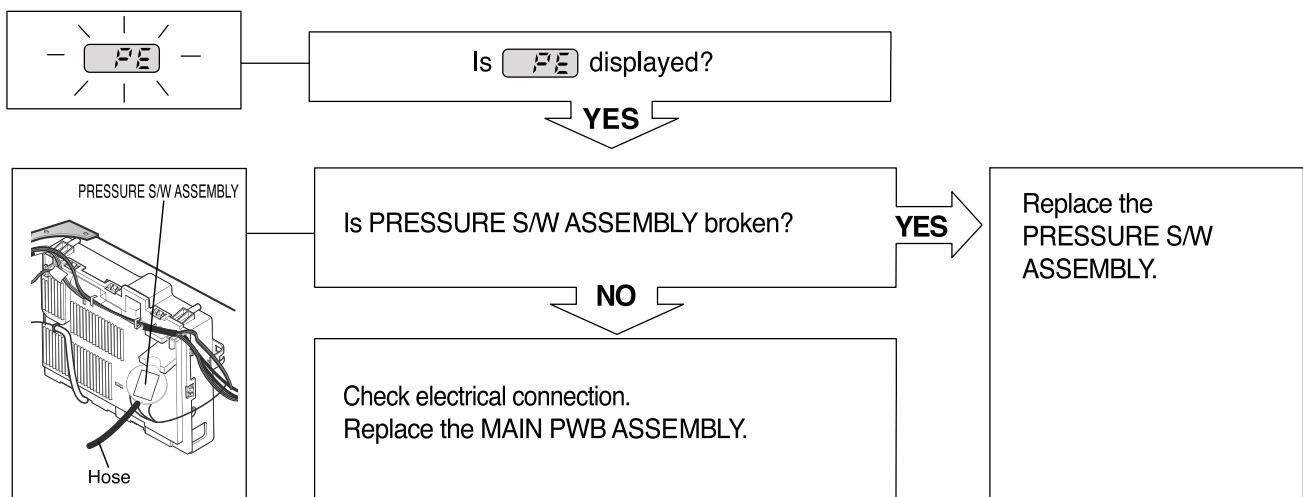 PE
Is PE displayed?
YES
PRESSURE S/W ASSEMBLY
Hose
Is PRESSURE S/W ASSEMBLY broken?
YES
Replace the
PRESSURE S/W
ASSEMBLY.
NO
Check electrical connection.
Replace the MAIN PWB ASSEMBLY.